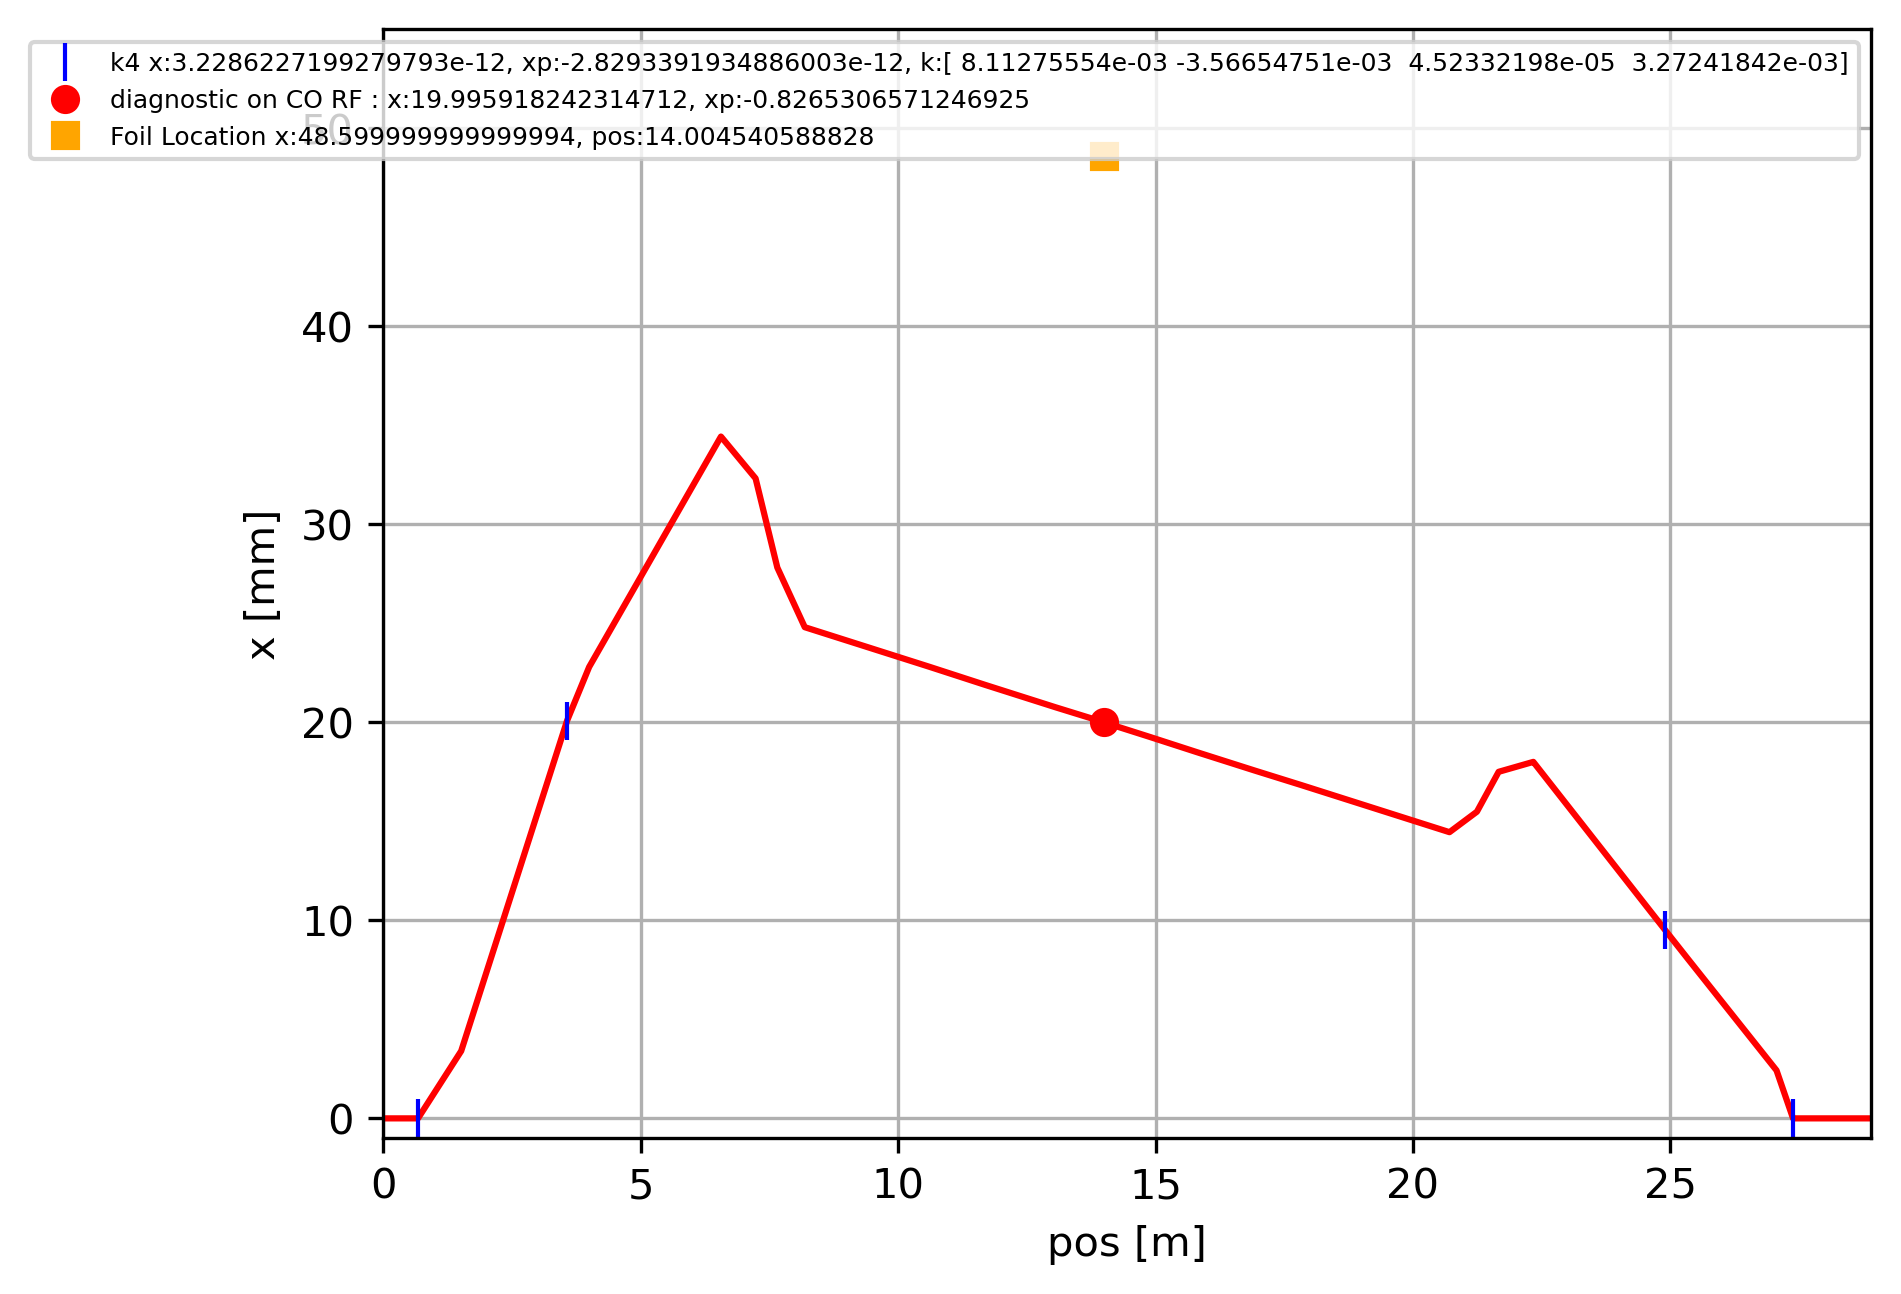 k4 x:3.2286227199279793e-12, xp:-2.8293391934886003e-12, k:[ 8.11275554e-03 -3.56654751e-03  4.52332198e-05  3.27241842e-03]
diagnostic on CO RF : x:19.995918242314712, xp:-0.8265306571246925
Foil Location x:48.599999999999994, pos:14.004540588828
50
40
30
20
10
0
x [mm]
0 5 10 15 20 25
pos [m]